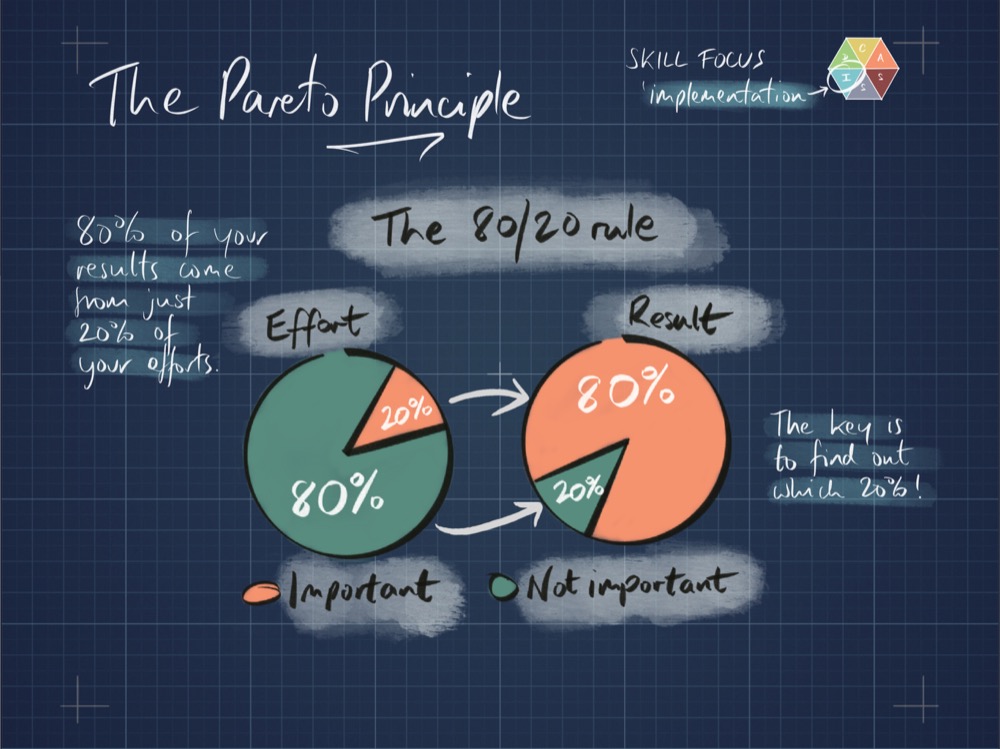 The Pareto Principle
SKILL FOCUS
implementation
C
A
S
S
I
The 80/20 rule
80% of your
results come
from just
20% of
your efforts.
Effort
Result
20%
80%
80%
20%
The key is
to find out
which 20%!
Important
Not important